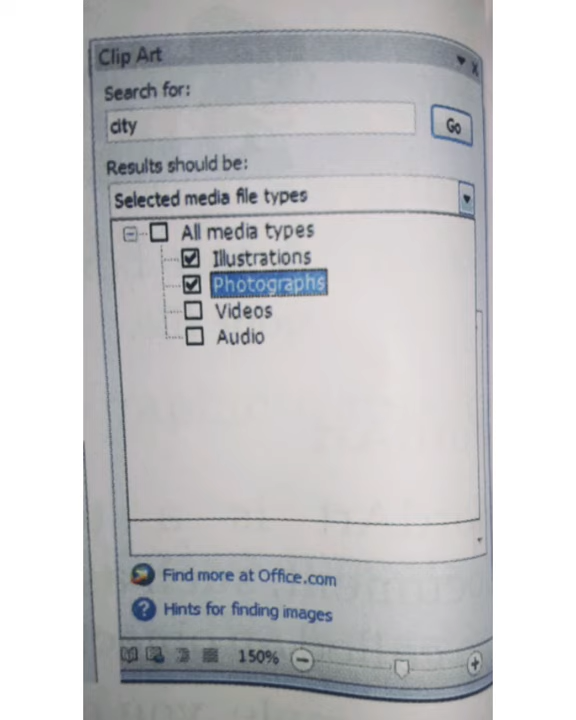 Clip Art
Search for:
city
Go
Results should be:
Selected media file types
All media types
Illustrations
Photographs
Videos
Audio
Find more at Office.com
Hints for finding images
150%